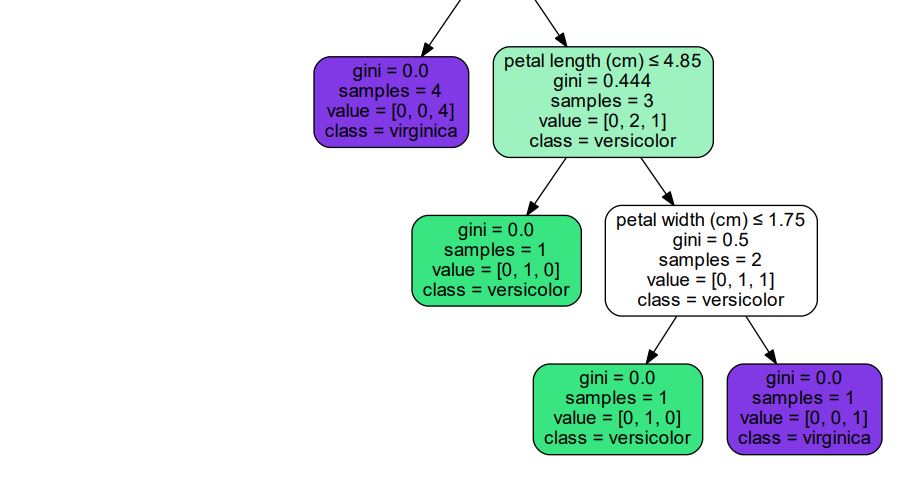 gini = 0.0
samples = 4
value = [0, 0, 4]
class = virginica
petal length (cm) ≤ 4.85
gini = 0.444
samples = 3
value = [0, 2, 1]
class = versicolor
gini = 0.0
samples = 1
value = [0, 1, 0]
class = versicolor
petal width (cm) ≤ 1.75
gini = 0.5
samples = 2
value = [0, 1, 1]
class = versicolor
gini = 0.0
samples = 1
value = [0, 1, 0]
class = versicolor
gini = 0.0
samples = 1
value = [0, 0, 1]
class = virginica